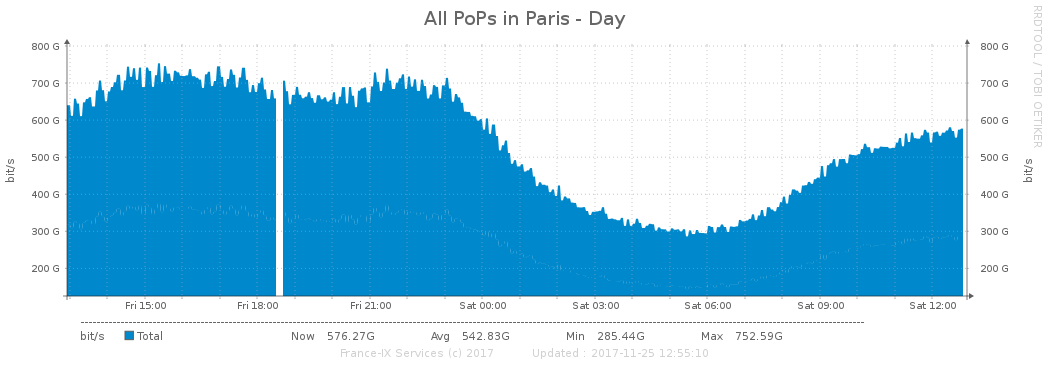 All PoPs in Paris - Day
RRDTOOL / TOBI OETIKER
800 G 800 G
700 G 700 G
600 G 600 G
500 G 500 G
400 G 400 G
300 G 300 G
200 G 200 G
bit/s
bit/s
Fri 15:00 Fri 18:00 Fri 21:00 Sat 00:00 Sat 03:00 Sat 06:00 Sat 09:00 Sat 12:00
bit/s Total Now 576.27G Avg 542.83G Min 285.44G Max 752.59G
France-IX Services (c) 2017 Updated : 2017-11-25 12:55:10